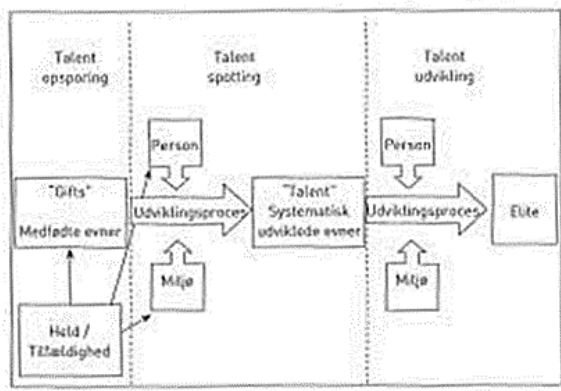 Talent
opsporing
Talent
spotting
Talent
udvikling
Person
Person
"Gifts"
Medfødte evner
Udviklingsproces
"Talent"
Systematisk
udviklede evner
Udviklingsproces
Elite
Miljø
Miljø
Held /
Tilfældighed